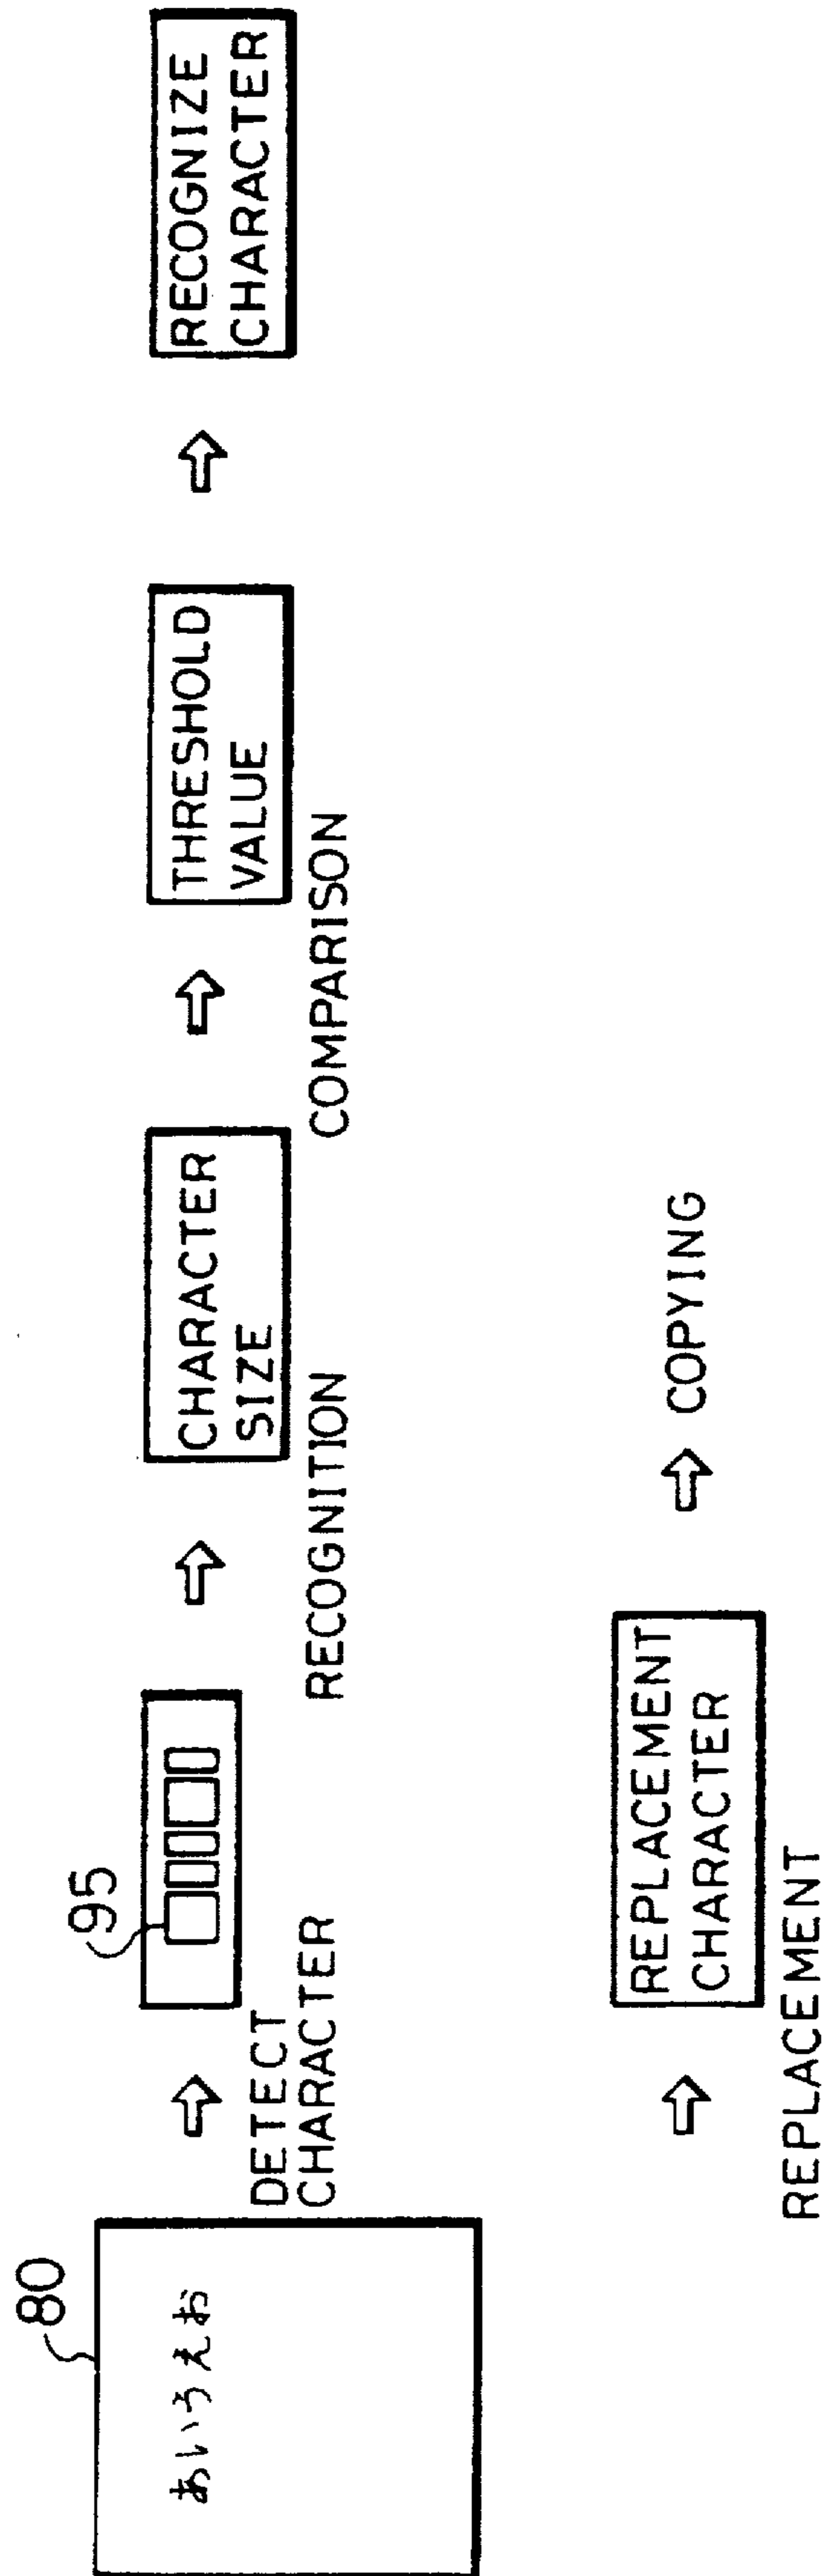 80
あいうえお
DETECT
CHARACTER
95
RECOGNITION
CHARACTER
SIZE
COMPARISON
THRESHOLD
VALUE
RECOGNIZE
CHARACTER
REPLACEMENT
REPLACEMENT
CHARACTER
COPYING